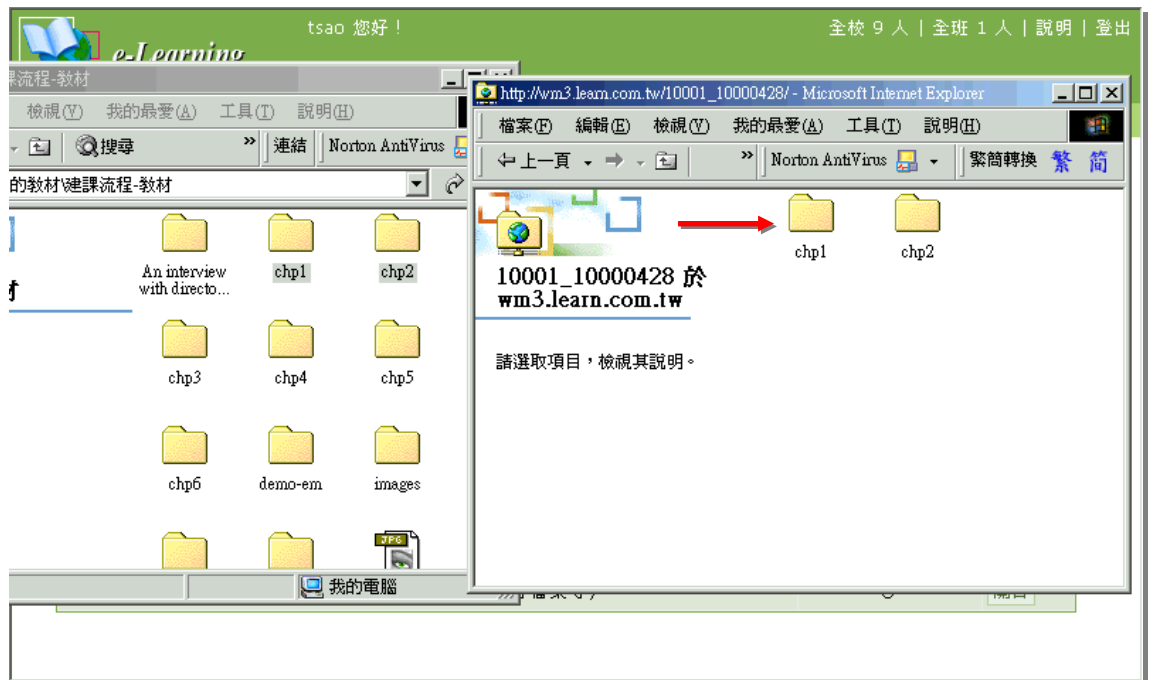 tsao 您好！
全校 9 人 | 全班 1 人 | 說明 | 登出
e-Learning
課流程-教材
檢視(V) 我的最愛(A) 工具(T) 說明(H)
搜尋 » 連結 Norton AntiVirus
的教材\建課流程-教材
An interview with directo...
chp1
chp2
chp3
chp4
chp5
chp6
demo-em
images
JPG
我的電腦
http://wm3.learn.com.tw/10001_10000428/ - Microsoft Internet Explorer
檔案(F) 編輯(E) 檢視(V) 我的最愛(A) 工具(T) 說明(H)
上一頁 » Norton AntiVirus 繁簡轉換 繁 简
10001_10000428 於
wm3.learn.com.tw
請選取項目，檢視其說明。
chp1
chp2